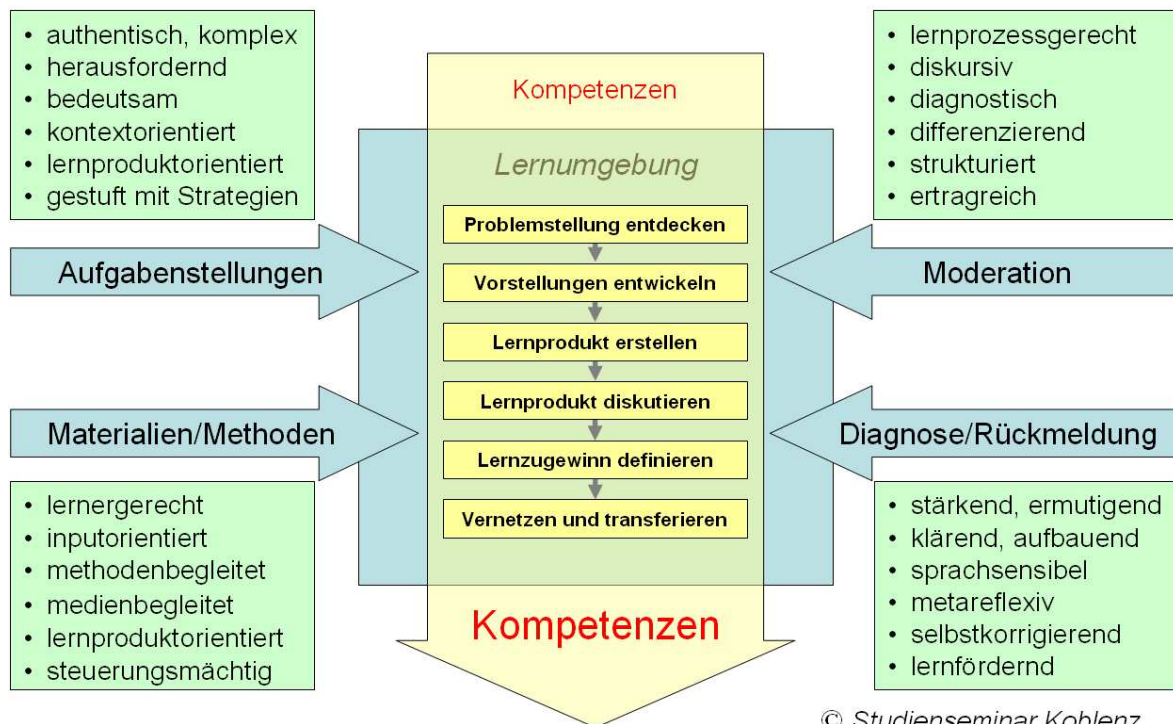 • authentisch, komplex
• herausfordernd
• bedeutsam
• kontextorientiert
• lernproduktorientiert
• gestuft mit Strategien
Aufgabenstellungen
Materialien/Methoden
• lernergerecht
• inputorientiert
• methodenbegleitet
• medienbegleitet
• lernproduktorientiert
• steuerungsmächtig
Kompetenzen
Lernumgebung
Problemstellung entdecken
Vorstellungen entwickeln
Lernprodukt erstellen
Lernprodukt diskutieren
Lernzugewinn definieren
Vernetzen und transferieren
Kompetenzen
• lernprozessgerecht
• diskursiv
• diagnostisch
• differenzierend
• strukturiert
• ertragreich
Moderation
Diagnose/Rückmeldung
• stärkend, ermutigend
• klärend, aufbauend
• sprachsensibel
• metareflexiv
• selbstkorrigierend
• lernfördernd
© Studienseminar Koblenz